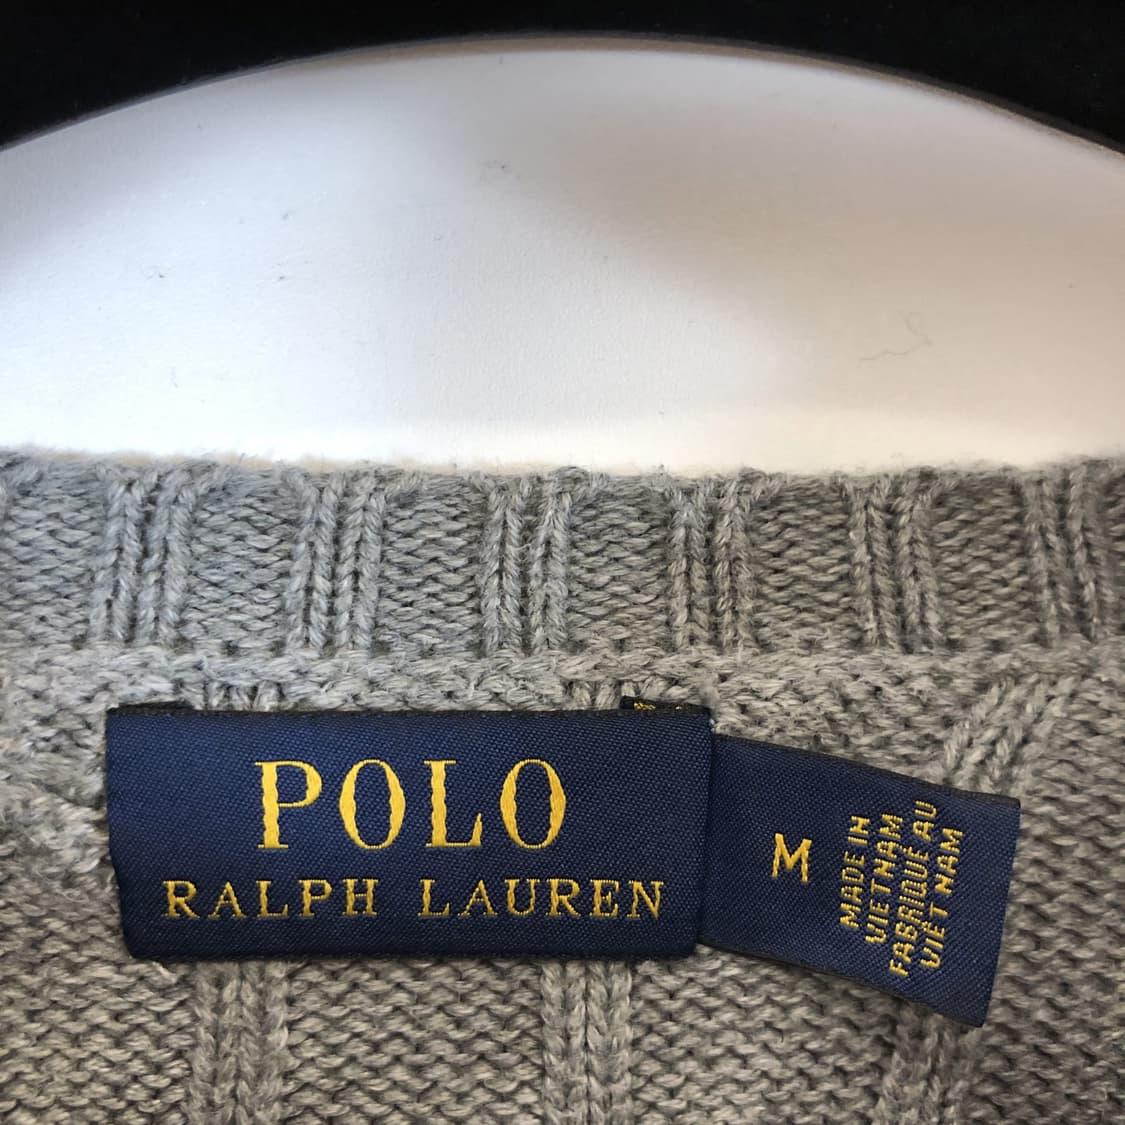 POLO
RALPH LAUREN
M
MADE IN
VIETNAM
FABRIQUÉ AU
VIET NAM